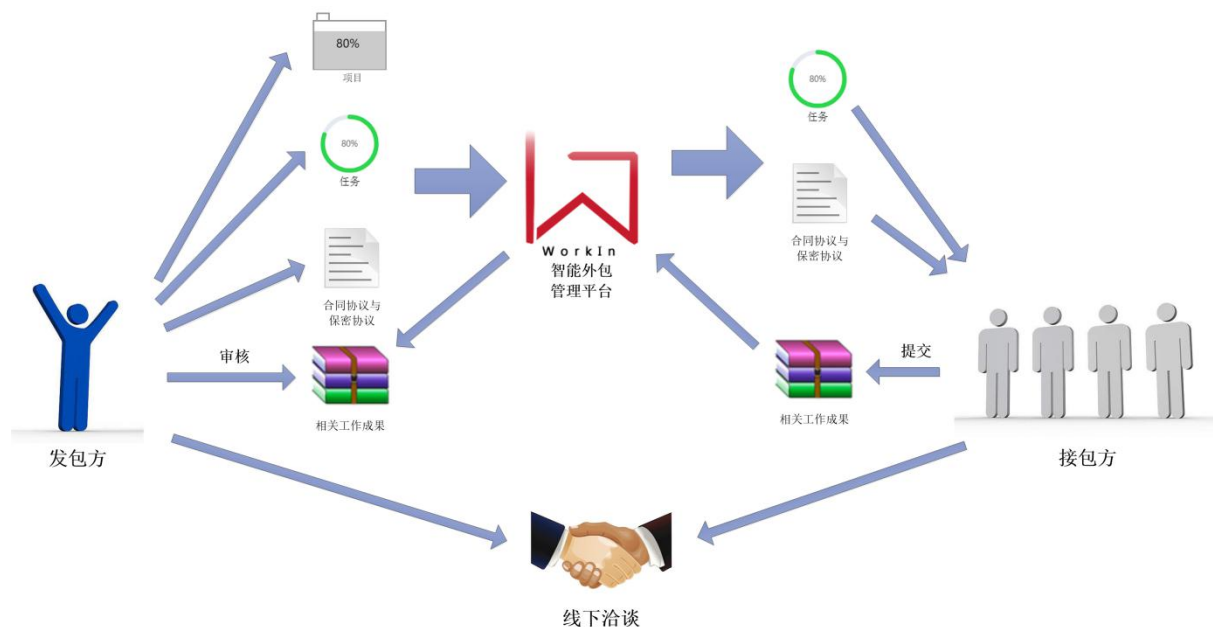 80%
项目
80%
任务
80%
任务
合同协议与
保密协议
WorkIn
智能外包
管理平台
合同协议与
保密协议
审核
提交
相关工作成果
相关工作成果
发包方
接包方
线下洽谈